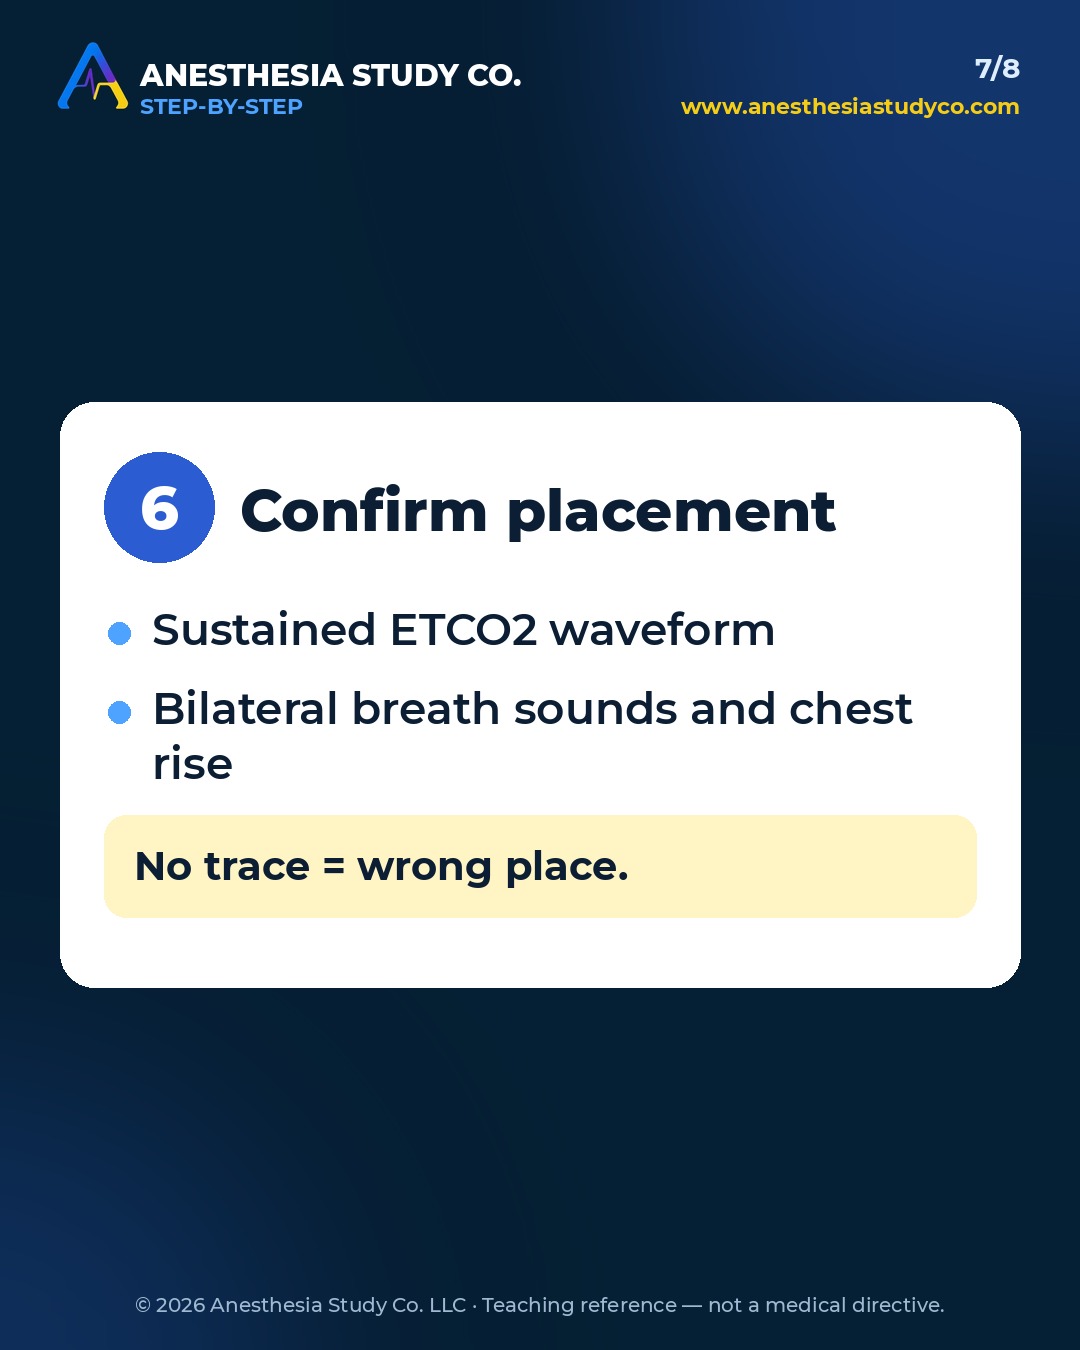 ANESTHESIA STUDY CO.
STEP-BY-STEP
7/8
www.anesthesiastudyco.com
6
Confirm placement
Sustained ETCO2 waveform
Bilateral breath sounds and chest
rise
No trace = wrong place.
© 2026 Anesthesia Study Co. LLC · Teaching reference — not a medical directive.